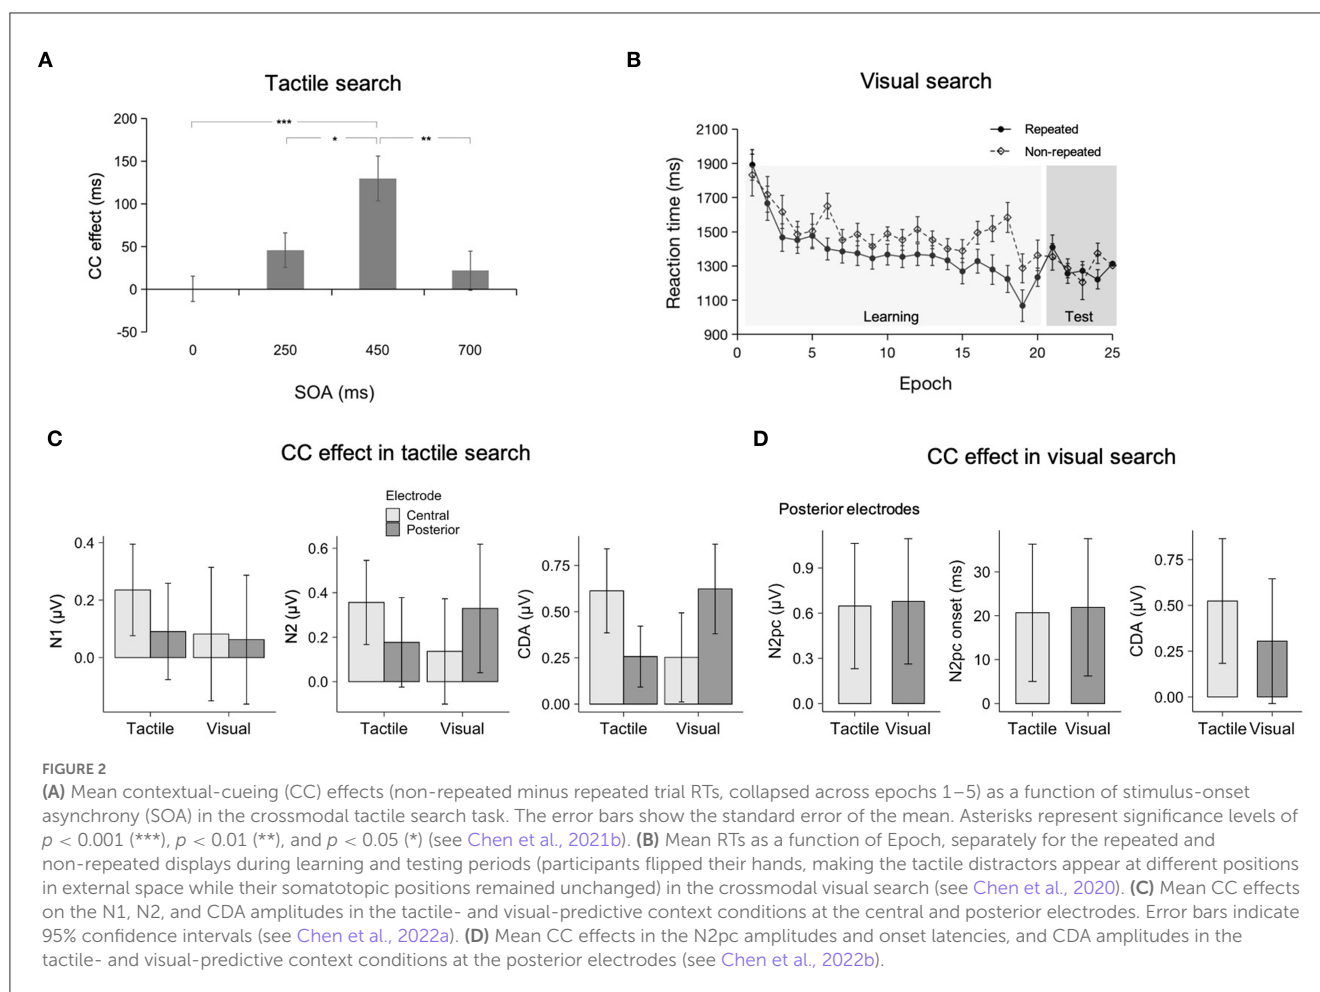 A
Tactile search
200
150
100
50
0
-50
CC effect (ms)
***
*
**
0 250 450 700
SOA (ms)
B
Visual search
2100
1900
1700
1500
1300
1100
900
Reaction time (ms)
Repeated
Non-repeated
Learning
Test
0 5 10 15 20 25
Epoch
C
CC effect in tactile search
Electrode
Central
Posterior
0.4
0.2
0.0
N1 (µV)
Tactile Visual
0.6
0.4
0.2
0.0
N2 (µV)
Tactile Visual
0.75
0.50
0.25
0.00
CDA (µV)
Tactile Visual
D
CC effect in visual search
Posterior electrodes
0.9
0.6
0.3
0.0
N2pc (µV)
Tactile Visual
30
20
10
0
N2pc onset (ms)
Tactile Visual
0.75
0.50
0.25
0.00
CDA (µV)
Tactile Visual
FIGURE 2
(A) Mean contextual-cueing (CC) effects (non-repeated minus repeated trial RTs, collapsed across epochs 1–5) as a function of stimulus-onset
asynchrony (SOA) in the crossmodal tactile search task. The error bars show the standard error of the mean. Asterisks represent significance levels of
p < 0.001 (***), p < 0.01 (**), and p < 0.05 (*) (see Chen et al., 2021b). (B) Mean RTs as a function of Epoch, separately for the repeated and
non-repeated displays during learning and testing periods (participants flipped their hands, making the tactile distractors appear at different positions
in external space while their somatotopic positions remained unchanged) in the crossmodal visual search (see Chen et al., 2020). (C) Mean CC effects
on the N1, N2, and CDA amplitudes in the tactile- and visual-predictive context conditions at the central and posterior electrodes. Error bars indicate
95% confidence intervals (see Chen et al., 2022a). (D) Mean CC effects in the N2pc amplitudes and onset latencies, and CDA amplitudes in the
tactile- and visual-predictive context conditions at the posterior electrodes (see Chen et al., 2022b).